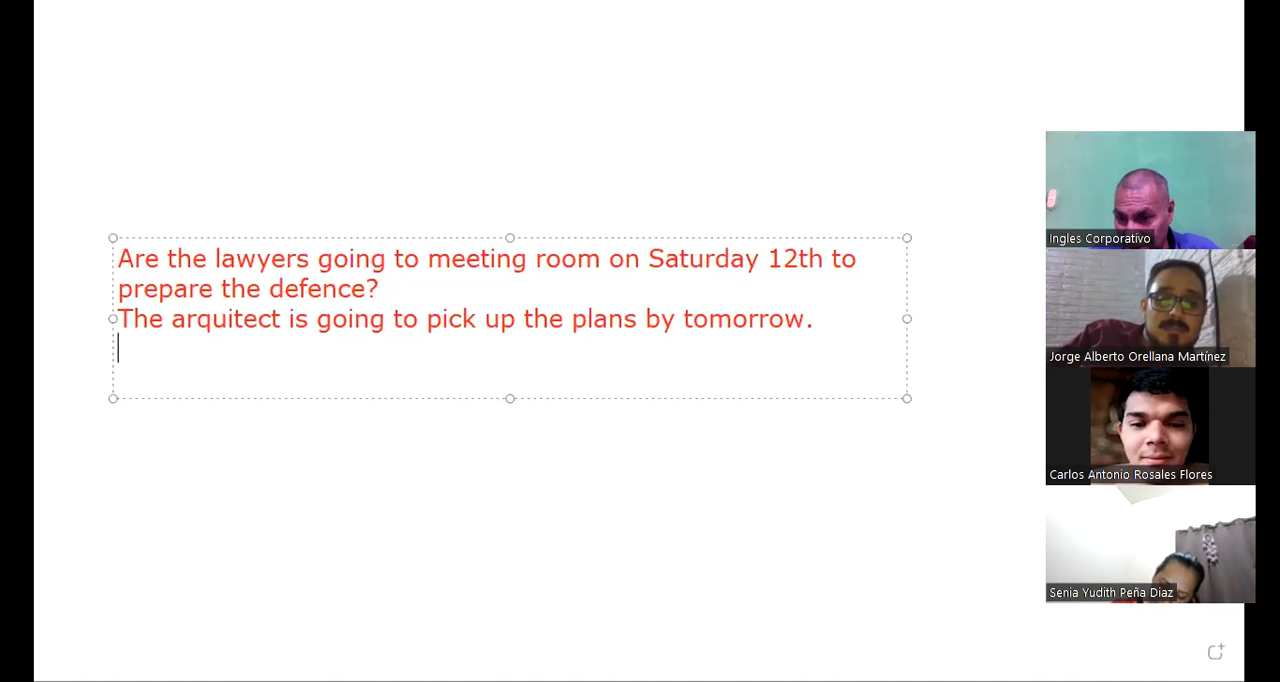 Are the lawyers going to meeting room on Saturday 12th to
prepare the defence?
The arquitect is going to pick up the plans by tomorrow.
Ingles Corporativo
Jorge Alberto Orellana Martínez
Carlos Antonio Rosales Flores
Senia Yudith Peña Diaz